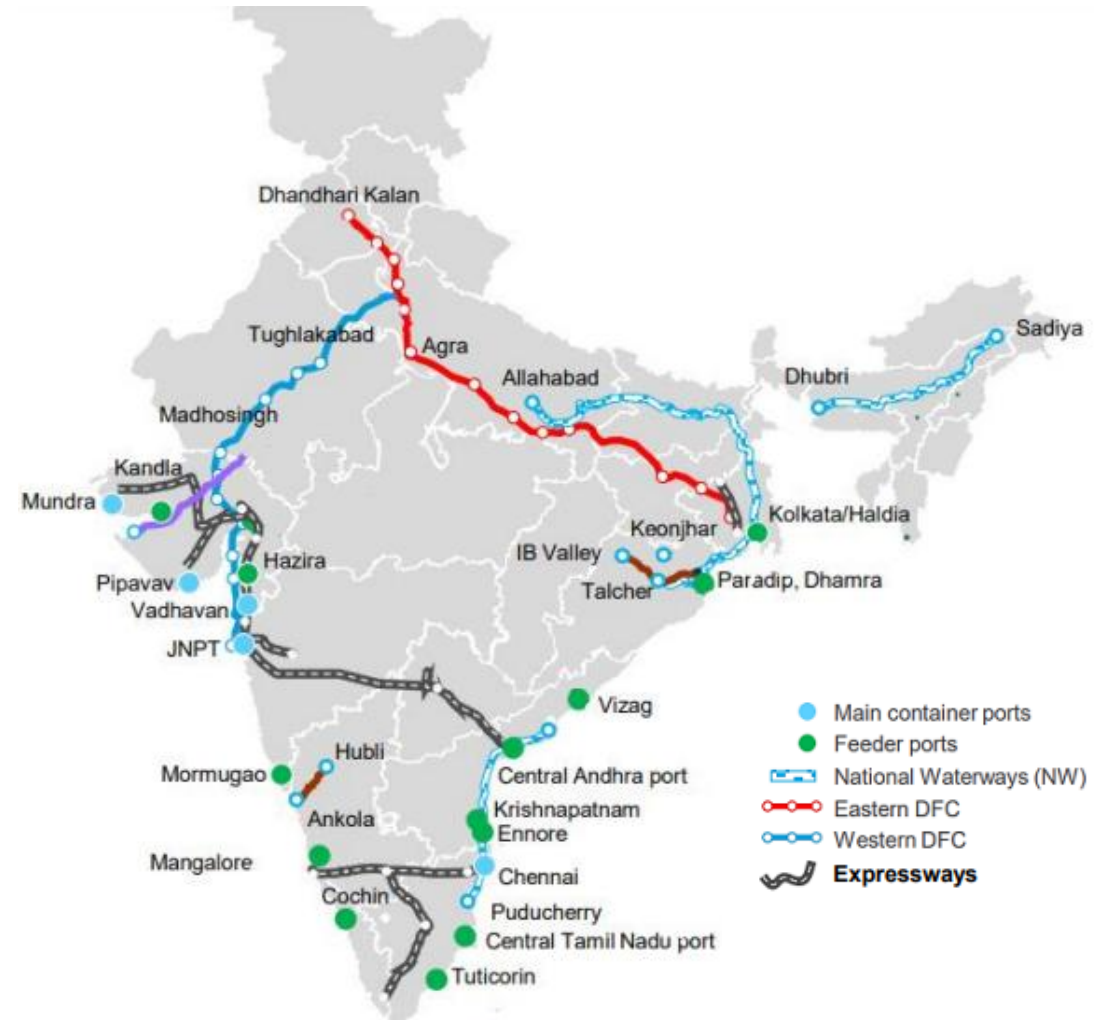 Dhandhari Kalan
Tughlakabad
Agra
Sadiya
Allahabad
Dhubri
Madhosingh
Kandla
Mundra
Kolkata/Haldia
Keonjhar
IB Valley
Hazira
Pipavav
Talcher
Paradip, Dhamra
Vadhavan
JNPT
Vizag
Hubli
Mormugao
Central Andhra port
Krishnapatnam
Ankola
Ennore
Mangalore
Chennai
Cochin
Puducherry
Central Tamil Nadu port
Tuticorin
Main container ports
Feeder ports
National Waterways (NW)
Eastern DFC
Western DFC
Expressways